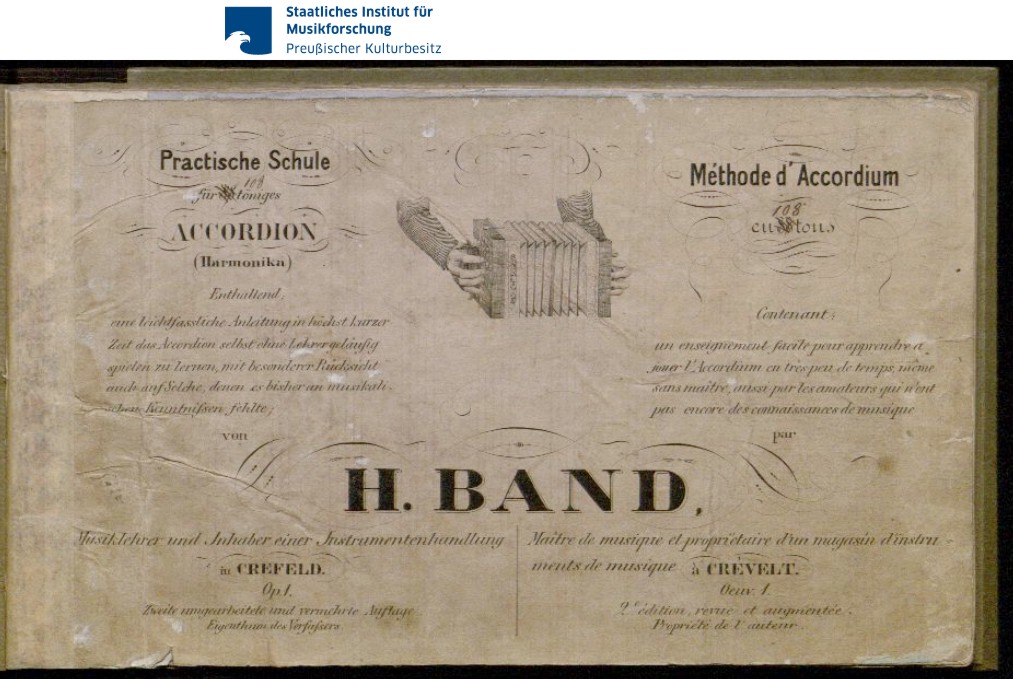 Staatliches Institut für
Musikforschung
Preußischer Kulturbesitz
Practische Schule
108
für töniges
ACCORDION
(Harmonika)
Enthaltend,
eine leichtfassliche Anleitung in höchst kurzer
Zeit das Accordion selbst ohne Lehrer geläufig
spielen zu lernen, mit besonderer Rücksicht
auch auf Solche, denen es bisher an musikali-
schen Kenntnifsen fehlte;
von
Méthode d'Accordium
108
en tons
Contenant;
un enseignement facile pour apprendre a
jouer l'Accordium en très peu de temps, même
sans maître, aussi par les amateurs qui n'ont
pas encore des connaissances de musique
par
H. BAND,
Musiklehrer und Inhaber einer Instrumentenhandlung
in CREFELD.
Op. 1.
Zweite umgearbeitete und vermehrte Auflage
Eigenthum des Verfassers.
Maître de musique et propriétaire d'un magasin d'instru-
ments de musique à CRÉVELT.
Oeuv. 1.
2e édition, revue et augmentée.
Propriété de l'auteur.